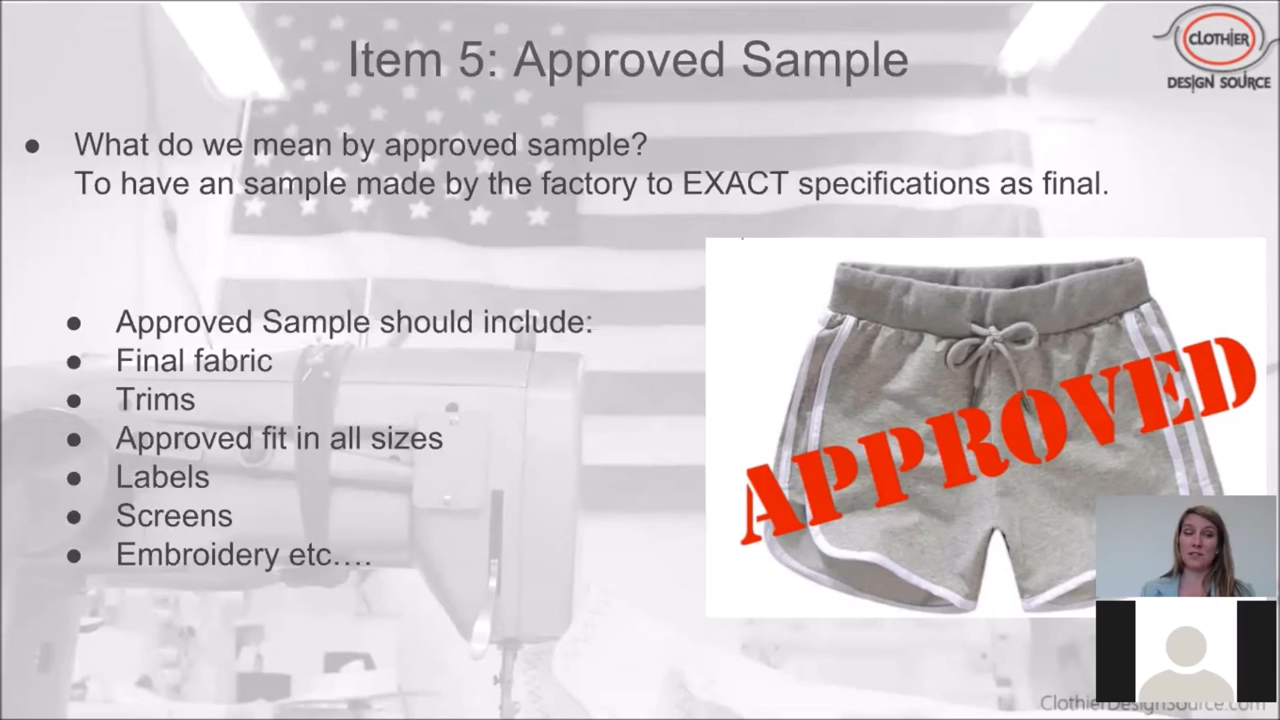 Item 5: Approved Sample
CLOTHIER
DESIGN SOURCE
● What do we mean by approved sample?
To have an sample made by the factory to EXACT specifications as final.
● Approved Sample should include:
● Final fabric
● Trims
● Approved fit in all sizes
● Labels
● Screens
● Embroidery etc….
APPROVED
ClothierDesignSource.com